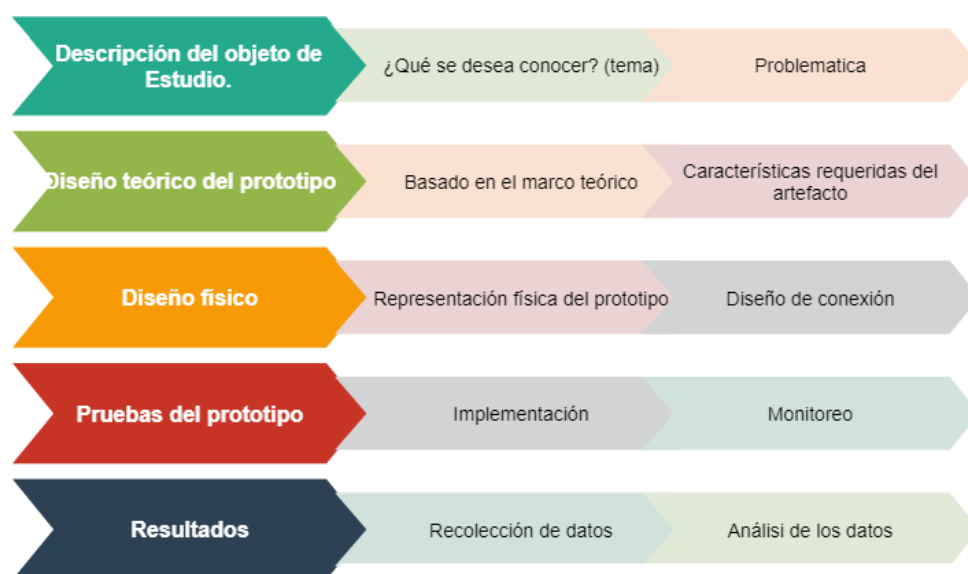 Descripción del objeto de
Estudio.
¿Qué se desea conocer? (tema)
Problematica
Diseño teórico del prototipo
Basado en el marco teórico
Características requeridas del
artefacto
Diseño físico
Representación física del prototipo
Diseño de conexión
Pruebas del prototipo
Implementación
Monitoreo
Resultados
Recolección de datos
Análisi de los datos